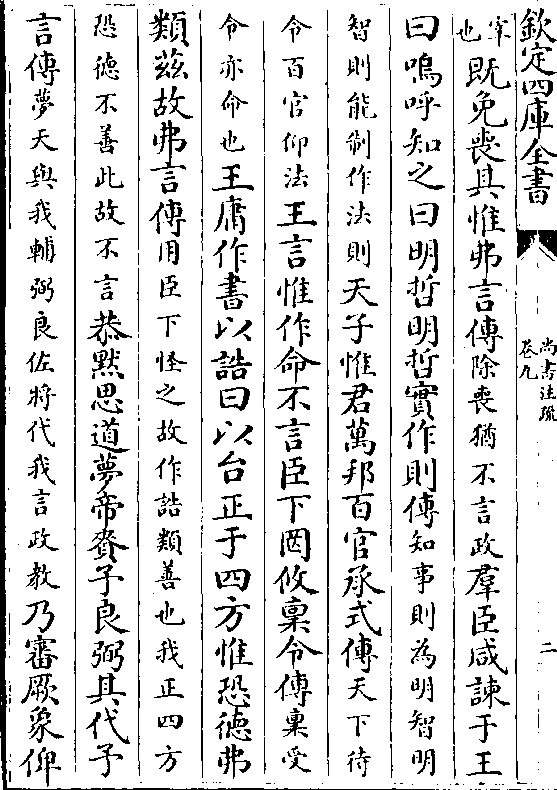 欽定四庫全書
尚書注疏
卷九
二
宰
也既免喪其惟弗言傳除喪猶不言政羣臣咸諫于王
曰嗚呼知之曰明哲明哲實作則傳知事則為明智明
智則能制作法則天子惟君萬邦百官承式傳天下待
令百官仰法王言惟作命不言臣下罔攸稟令傳稟受
令亦命也王庸作書以誥曰以台正于四方惟恐德弗
類茲故弗言傳用臣下怪之故作誥類善也我正四方
恐德不善此故不言恭默思道夢帝賚予良弼其代予
言傳夢天與我輔弼良佐將代我言政教乃審厥象俾